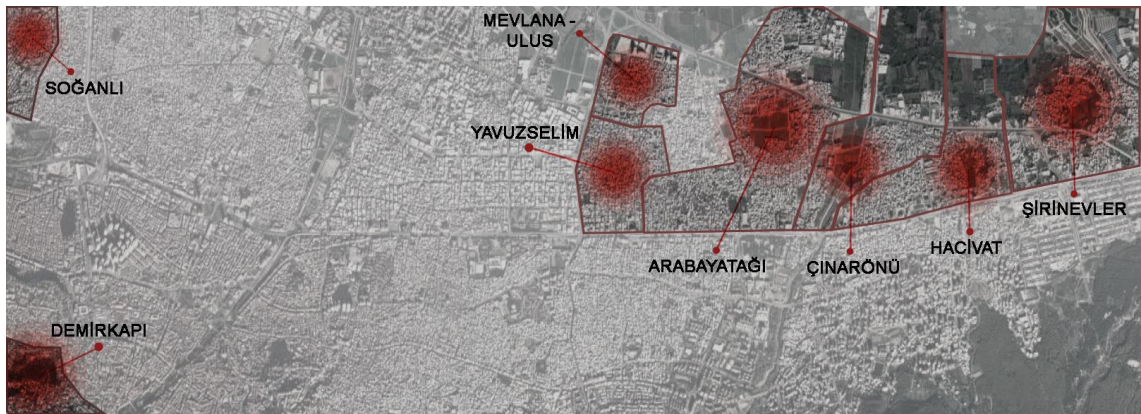 MEVLANA -
ULUS
SOĞANLI
YAVUZSELİM
ŞİRİNEVLER
HACİVAT
ARABAYATAĞI
ÇINARÖNÜ
DEMİRKAPI